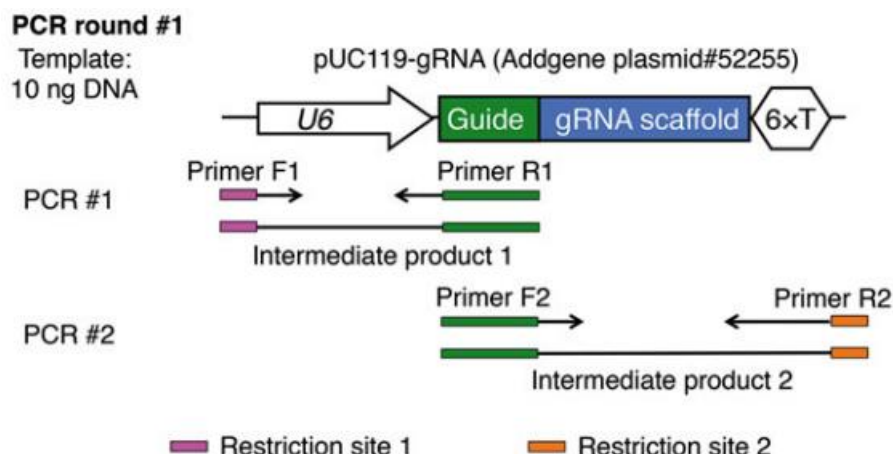 PCR round #1
Template:
10 ng DNA
pUC119-gRNA (Addgene plasmid#52255)
U6
Guide
gRNA scaffold
6×T
Primer F1
Primer R1
PCR #1
Intermediate product 1
Primer F2
Primer R2
PCR #2
Intermediate product 2
Restriction site 1
Restriction site 2